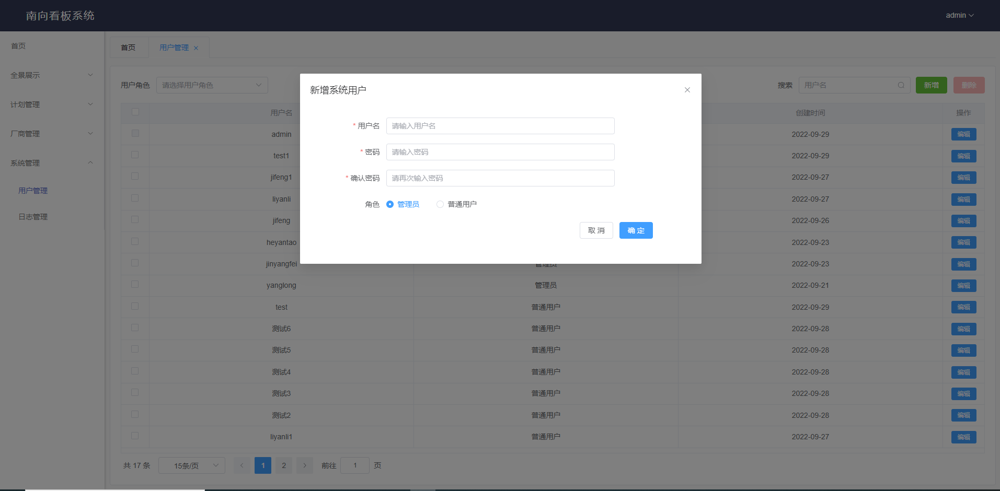 南向看板系统
admin
首页
全景展示
计划管理
厂商管理
系统管理
用户管理
日志管理
首页 用户管理
用户角色 请选择用户角色
搜索 用户名 新增 删除
新增系统用户
* 用户名 请输入用户名
* 密码 请输入密码
* 确认密码 请再次输入密码
角色 管理员 普通用户
取 消 确 定
用户名 创建时间 操作
admin 2022-09-29 编辑
test1 2022-09-29 编辑
jifeng1 2022-09-27 编辑
liyanli 2022-09-27 编辑
jifeng 2022-09-26 编辑
heyantao 2022-09-23 编辑
jinyangfei 管理员 2022-09-23 编辑
yanglong 管理员 2022-09-21 编辑
test 普通用户 2022-09-29 编辑
测试6 普通用户 2022-09-28 编辑
测试5 普通用户 2022-09-28 编辑
测试4 普通用户 2022-09-28 编辑
测试3 普通用户 2022-09-28 编辑
测试2 普通用户 2022-09-28 编辑
liyanli1 普通用户 2022-09-27 编辑
共 17 条 15条/页 1 2 前往 1 页